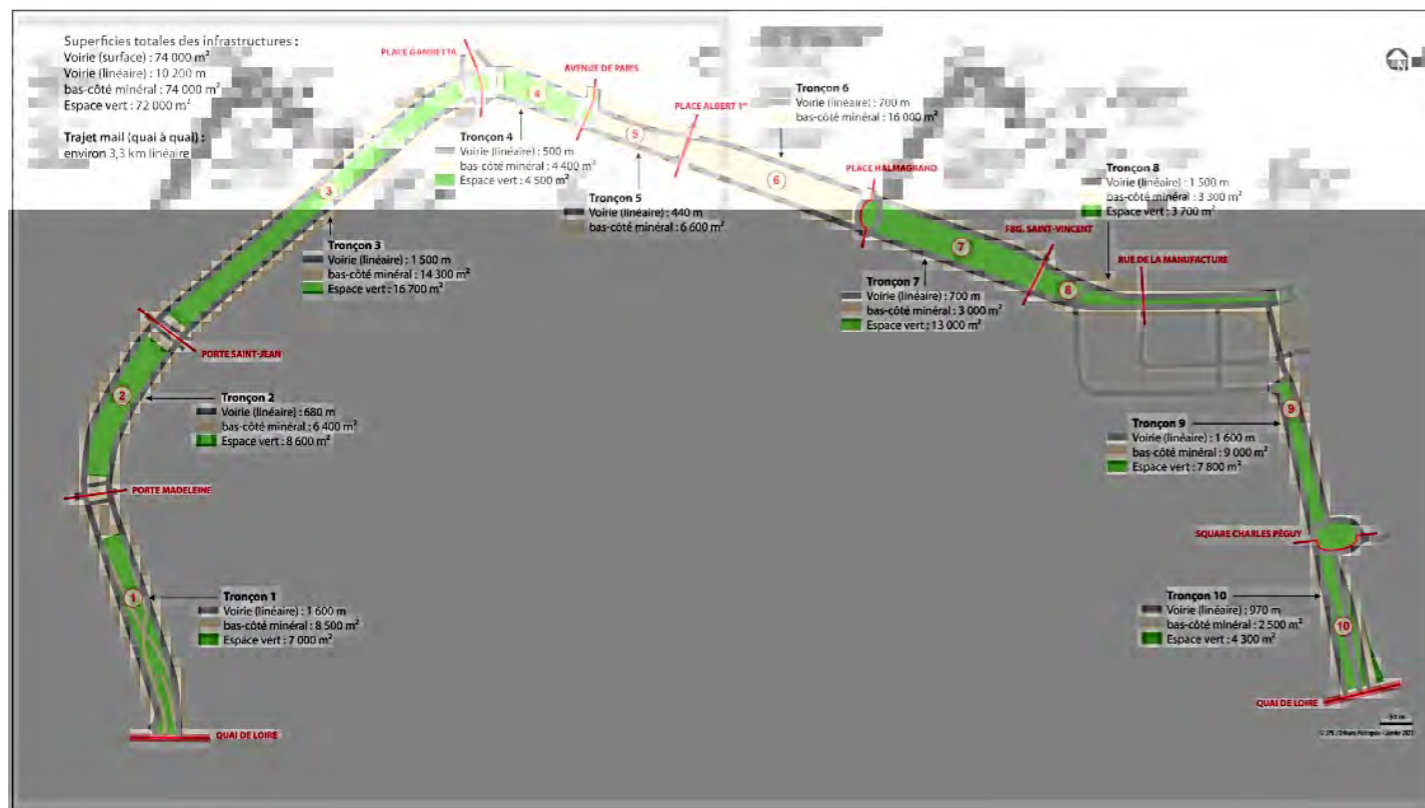 Superficies totales des infrastructures :
Voirie (surface) : 74 000 m²
Voirie (linéaire) : 10 200 m
bas-côté minéral : 74 000 m²
Espace vert : 72 000 m²
Trajet mail (quai à quai) :
environ 3,3 km linéaire
PLACE GAMBETTA
AVENUE DE PARIS
PLACE ALBERT 1er
4
5
6
3
Tronçon 4
Voirie (linéaire) : 500 m
bas-côté minéral : 4 400 m²
Espace vert : 4 500 m²
Tronçon 5
Voirie (linéaire) : 440 m
bas-côté minéral : 6 600 m²
Tronçon 6
Voirie (linéaire) : 700 m
bas-côté minéral : 16 000 m²
PLACE HALMAGRAND
Tronçon 8
Voirie (linéaire) : 1 500 m
bas-côté minéral : 3 300 m²
Espace vert : 3 700 m²
Tronçon 3
Voirie (linéaire) : 1 500 m
bas-côté minéral : 14 300 m²
Espace vert : 16 700 m²
7
FBG. SAINT-VINCENT
8
RUE DE LA MANUFACTURE
Tronçon 7
Voirie (linéaire) : 700 m
bas-côté minéral : 3 000 m²
Espace vert : 13 000 m²
PORTE SAINT-JEAN
2
Tronçon 2
Voirie (linéaire) : 680 m
bas-côté minéral : 6 400 m²
Espace vert : 8 600 m²
9
Tronçon 9
Voirie (linéaire) : 1 600 m
bas-côté minéral : 9 000 m²
Espace vert : 7 800 m²
PORTE MADELEINE
SQUARE CHARLES PÉGUY
1
Tronçon 1
Voirie (linéaire) : 1 600 m
bas-côté minéral : 8 500 m²
Espace vert : 7 000 m²
Tronçon 10
Voirie (linéaire) : 970 m
bas-côté minéral : 2 500 m²
Espace vert : 4 300 m²
10
QUAI DE LOIRE
QUAI DE LOIRE